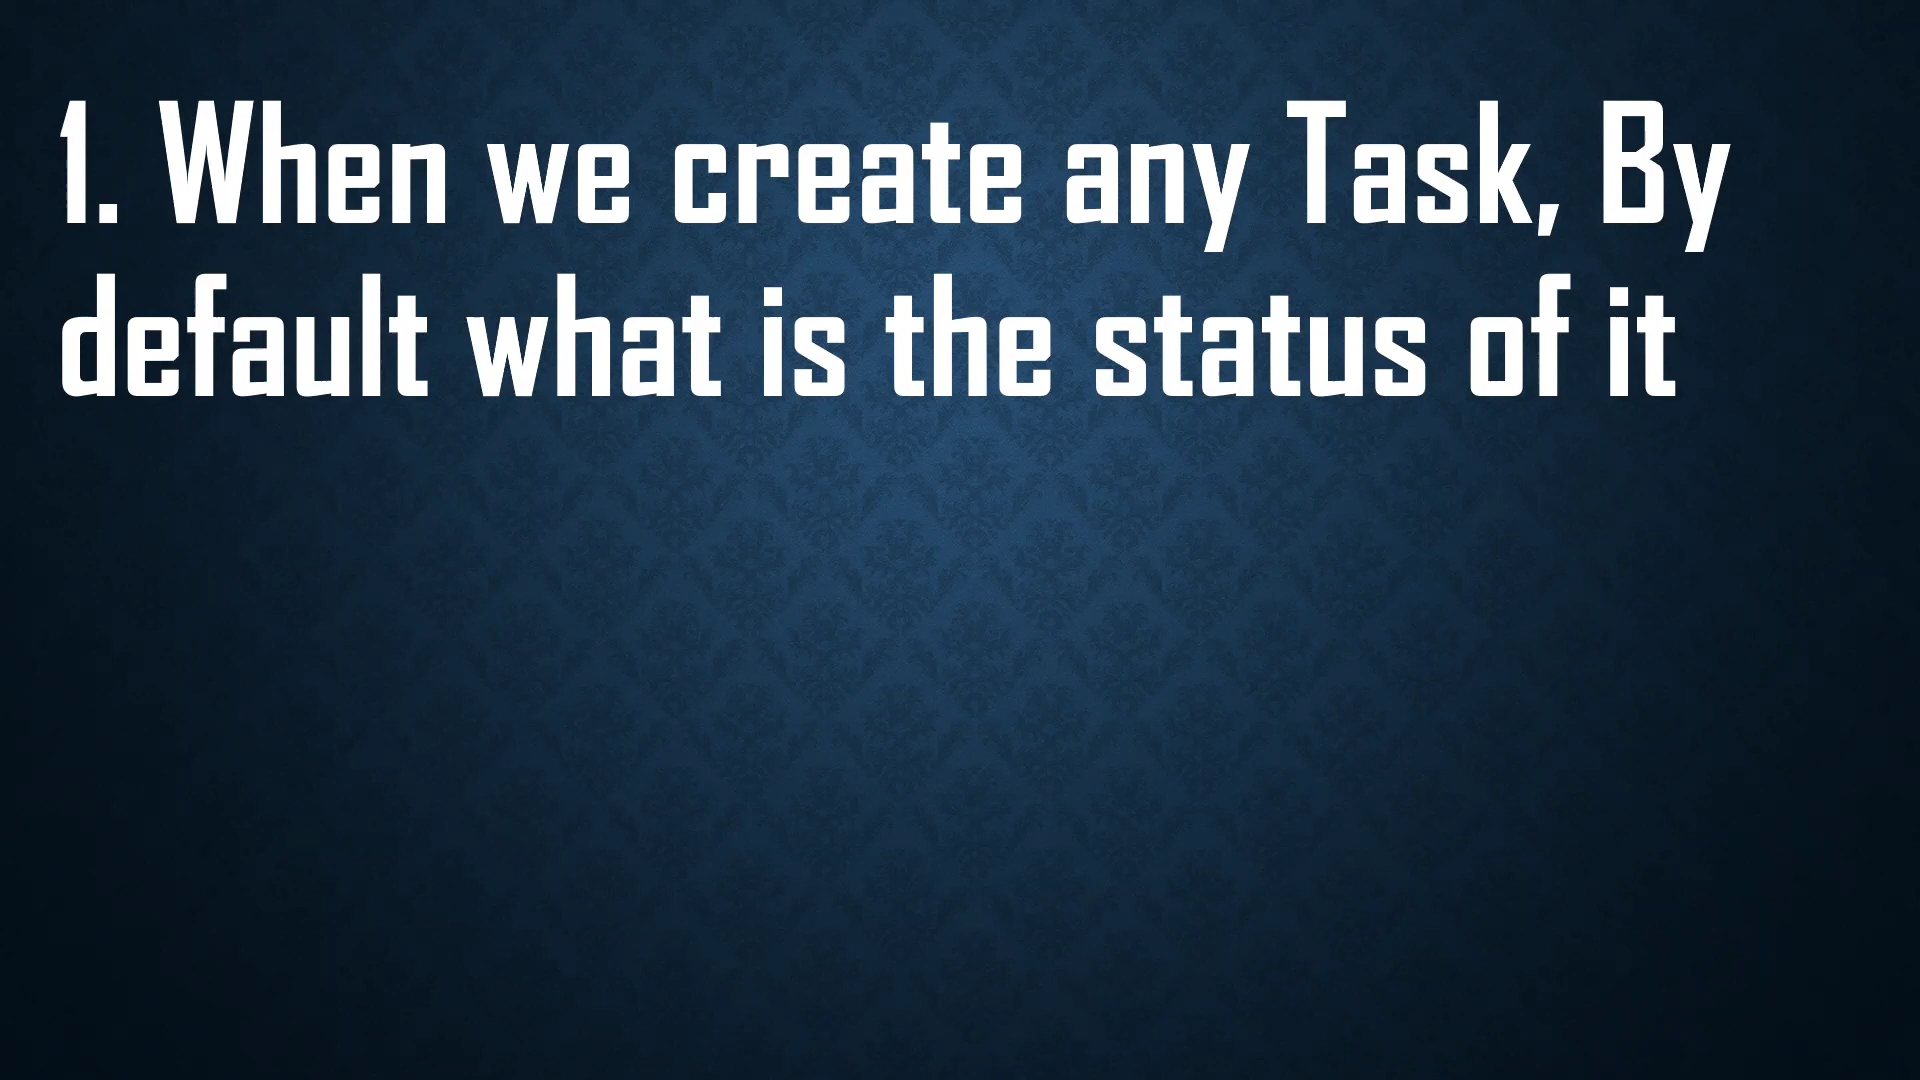 1. When we create any Task, By
default what is the status of it